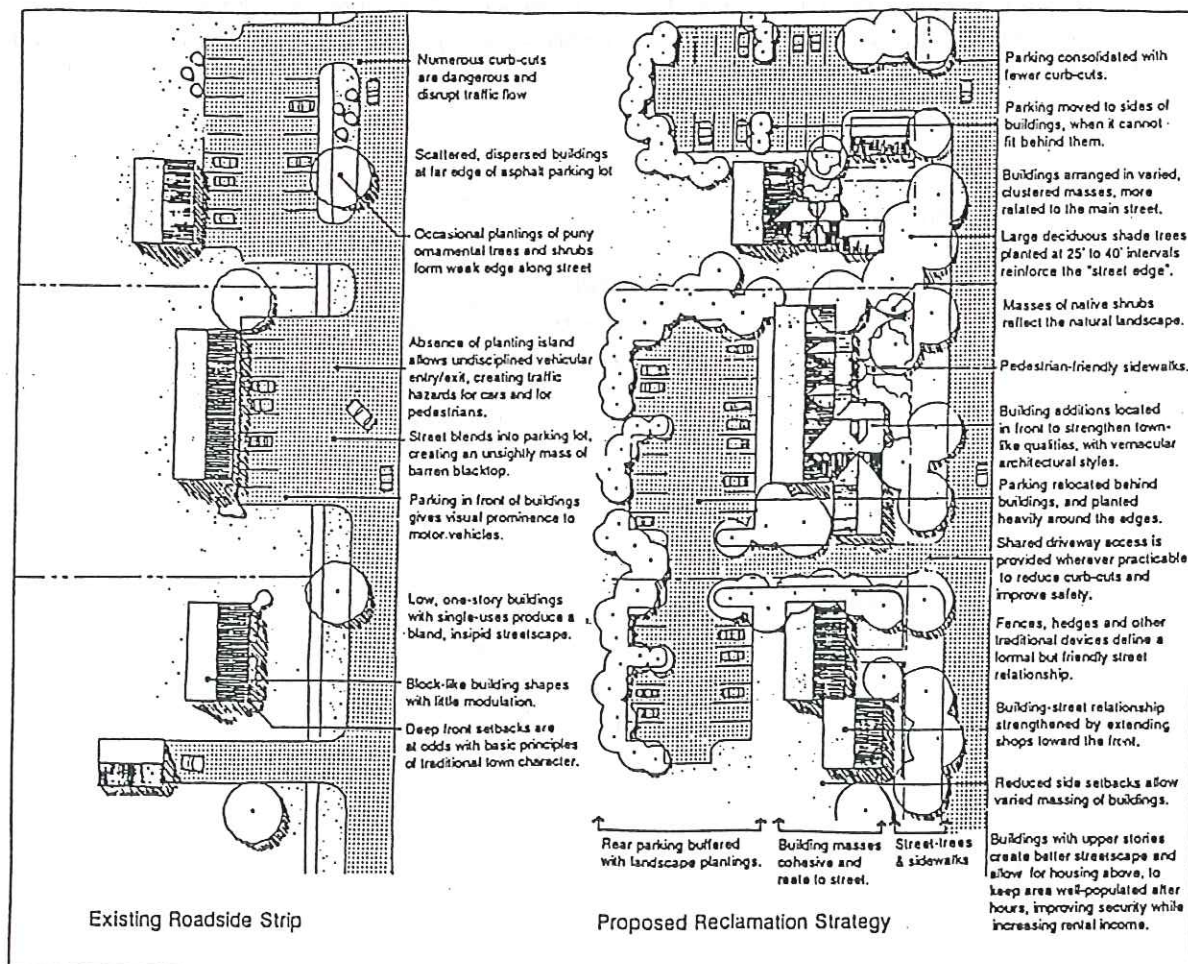 Numerous curb-cuts
are dangerous and
disrupt traffic flow
Scattered, dispersed buildings
at far edge of asphalt parking lot
Occasional plantings of puny
ornamental trees and shrubs
form weak edge along street
Absence of planting island
allows undisciplined vehicular
entry/exit, creating traffic
hazards for cars and for
pedestrians.
Street blends into parking lot,
creating an unsightly mass of
barren blacktop.
Parking in front of buildings
gives visual prominence to
motor vehicles.
Low, one-story buildings
with single-uses produce a
bland, insipid streetscape.
Block-like building shapes
with little modulation.
Deep front setbacks are
at odds with basic principles
of traditional town character.
Existing Roadside Strip
Parking consolidated with
fewer curb-cuts.
Parking moved to sides of
buildings, when it cannot
fit behind them.
Buildings arranged in varied,
clustered masses, more
related to the main street.
Large deciduous shade trees
planted at 25' to 40' intervals
reinforce the "street edge".
Masses of native shrubs
reflect the natural landscape.
Pedestrian-friendly sidewalks.
Building additions located
in front to strengthen town-
like qualities, with vernacular
architectural styles.
Parking relocated behind
buildings, and planted
heavily around the edges.
Shared driveway access is
provided wherever practicable
to reduce curb-cuts and
improve safety.
Fences, hedges and other
traditional devices define a
formal but friendly street
relationship.
Building-street relationship
strengthened by extending
shops toward the front.
Reduced side setbacks allow
varied massing of buildings.
Buildings with upper stories
create better streetscape and
allow for housing above, to
keep area well-populated after
hours, improving security while
increasing rental income.
Rear parking buffered
with landscape plantings.
Building masses
cohesive and
reate to street.
Street-trees
& sidewalks
Proposed Reclamation Strategy